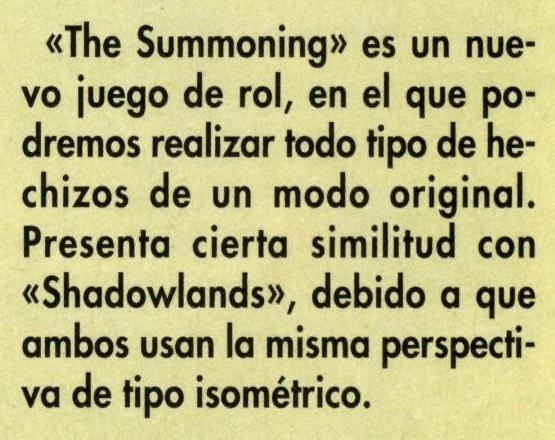 «The Summoning» es un nue-
vo juego de rol, en el que po-
dremos realizar todo tipo de he-
chizos de un modo original.
Presenta cierta similitud con
«Shadowlands», debido a que
ambos usan la misma perspecti-
va de tipo isométrico.